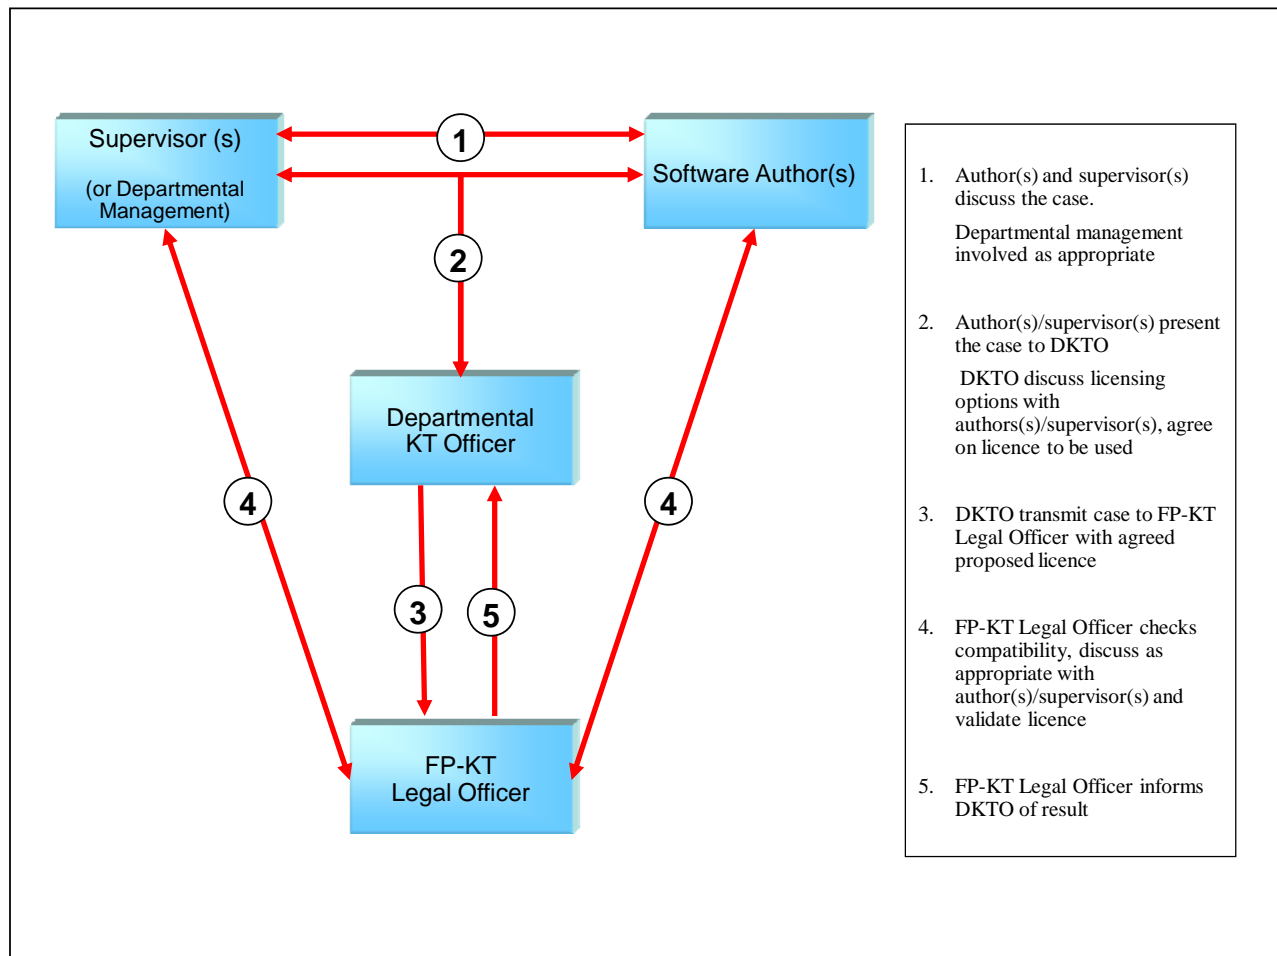 Supervisor (s)
(or Departmental
Management)
1
Software Author(s)
2
Departmental
KT Officer
4
4
3
5
FP-KT
Legal Officer
1. Author(s) and supervisor(s)
discuss the case.
Departmental management
involved as appropriate
2. Author(s)/supervisor(s) present
the case to DKTO
DKTO discuss licensing
options with
authors(s)/supervisor(s), agree
on licence to be used
3. DKTO transmit case to FP-KT
Legal Officer with agreed
proposed licence
4. FP-KT Legal Officer checks
compatibility, discuss as
appropriate with
author(s)/supervisor(s) and
validate licence
5. FP-KT Legal Officer informs
DKTO of result